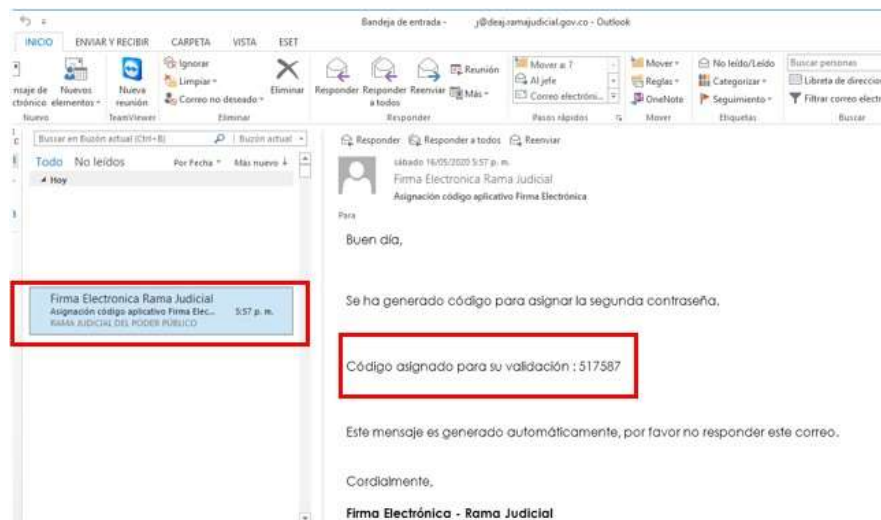 Bandeja de entrada - j@deaj.ramajudicial.gov.co - Outlook
INICIO ENVIAR Y RECIBIR CARPETA VISTA ESET
Ignorar
Limpiar
Correo no deseado
Eliminar
nsaje de Nuevos
ctrónico elementos
Nueva
reunión
Responder Responder Reenviar
a todos
Reunión
Más
Mover a: ?
Al jefe
Correo electróni...
Mover
Reglas
OneNote
No leído/Leído
Categorizar
Seguimiento
Buscar personas
Libreta de direccion
Filtrar correo electr
Nuevo TeamViewer Eliminar Responder Pasos rápidos Mover Etiquetas Buscar
Buscar en Buzón actual (Ctrl+B) Buzón actual
Todo No leídos Por Fecha Más nuevo
Hoy
Firma Electronica Rama Judicial
Asignación código aplicativo Firma Elec... 5:57 p. m.
RAMA JUDICIAL DEL PODER PÚBLICO
Responder Responder a todos Reenviar
sábado 16/05/2020 5:57 p. m.
Firma Electronica Rama Judicial
Asignación código aplicativo Firma Electrónica
Para
Buen día,
Se ha generado código para asignar la segunda contraseña.
Código asignado para su validación : 517587
Este mensaje es generado automáticamente, por favor no responder este correo.
Cordialmente,
Firma Electrónica - Rama Judicial